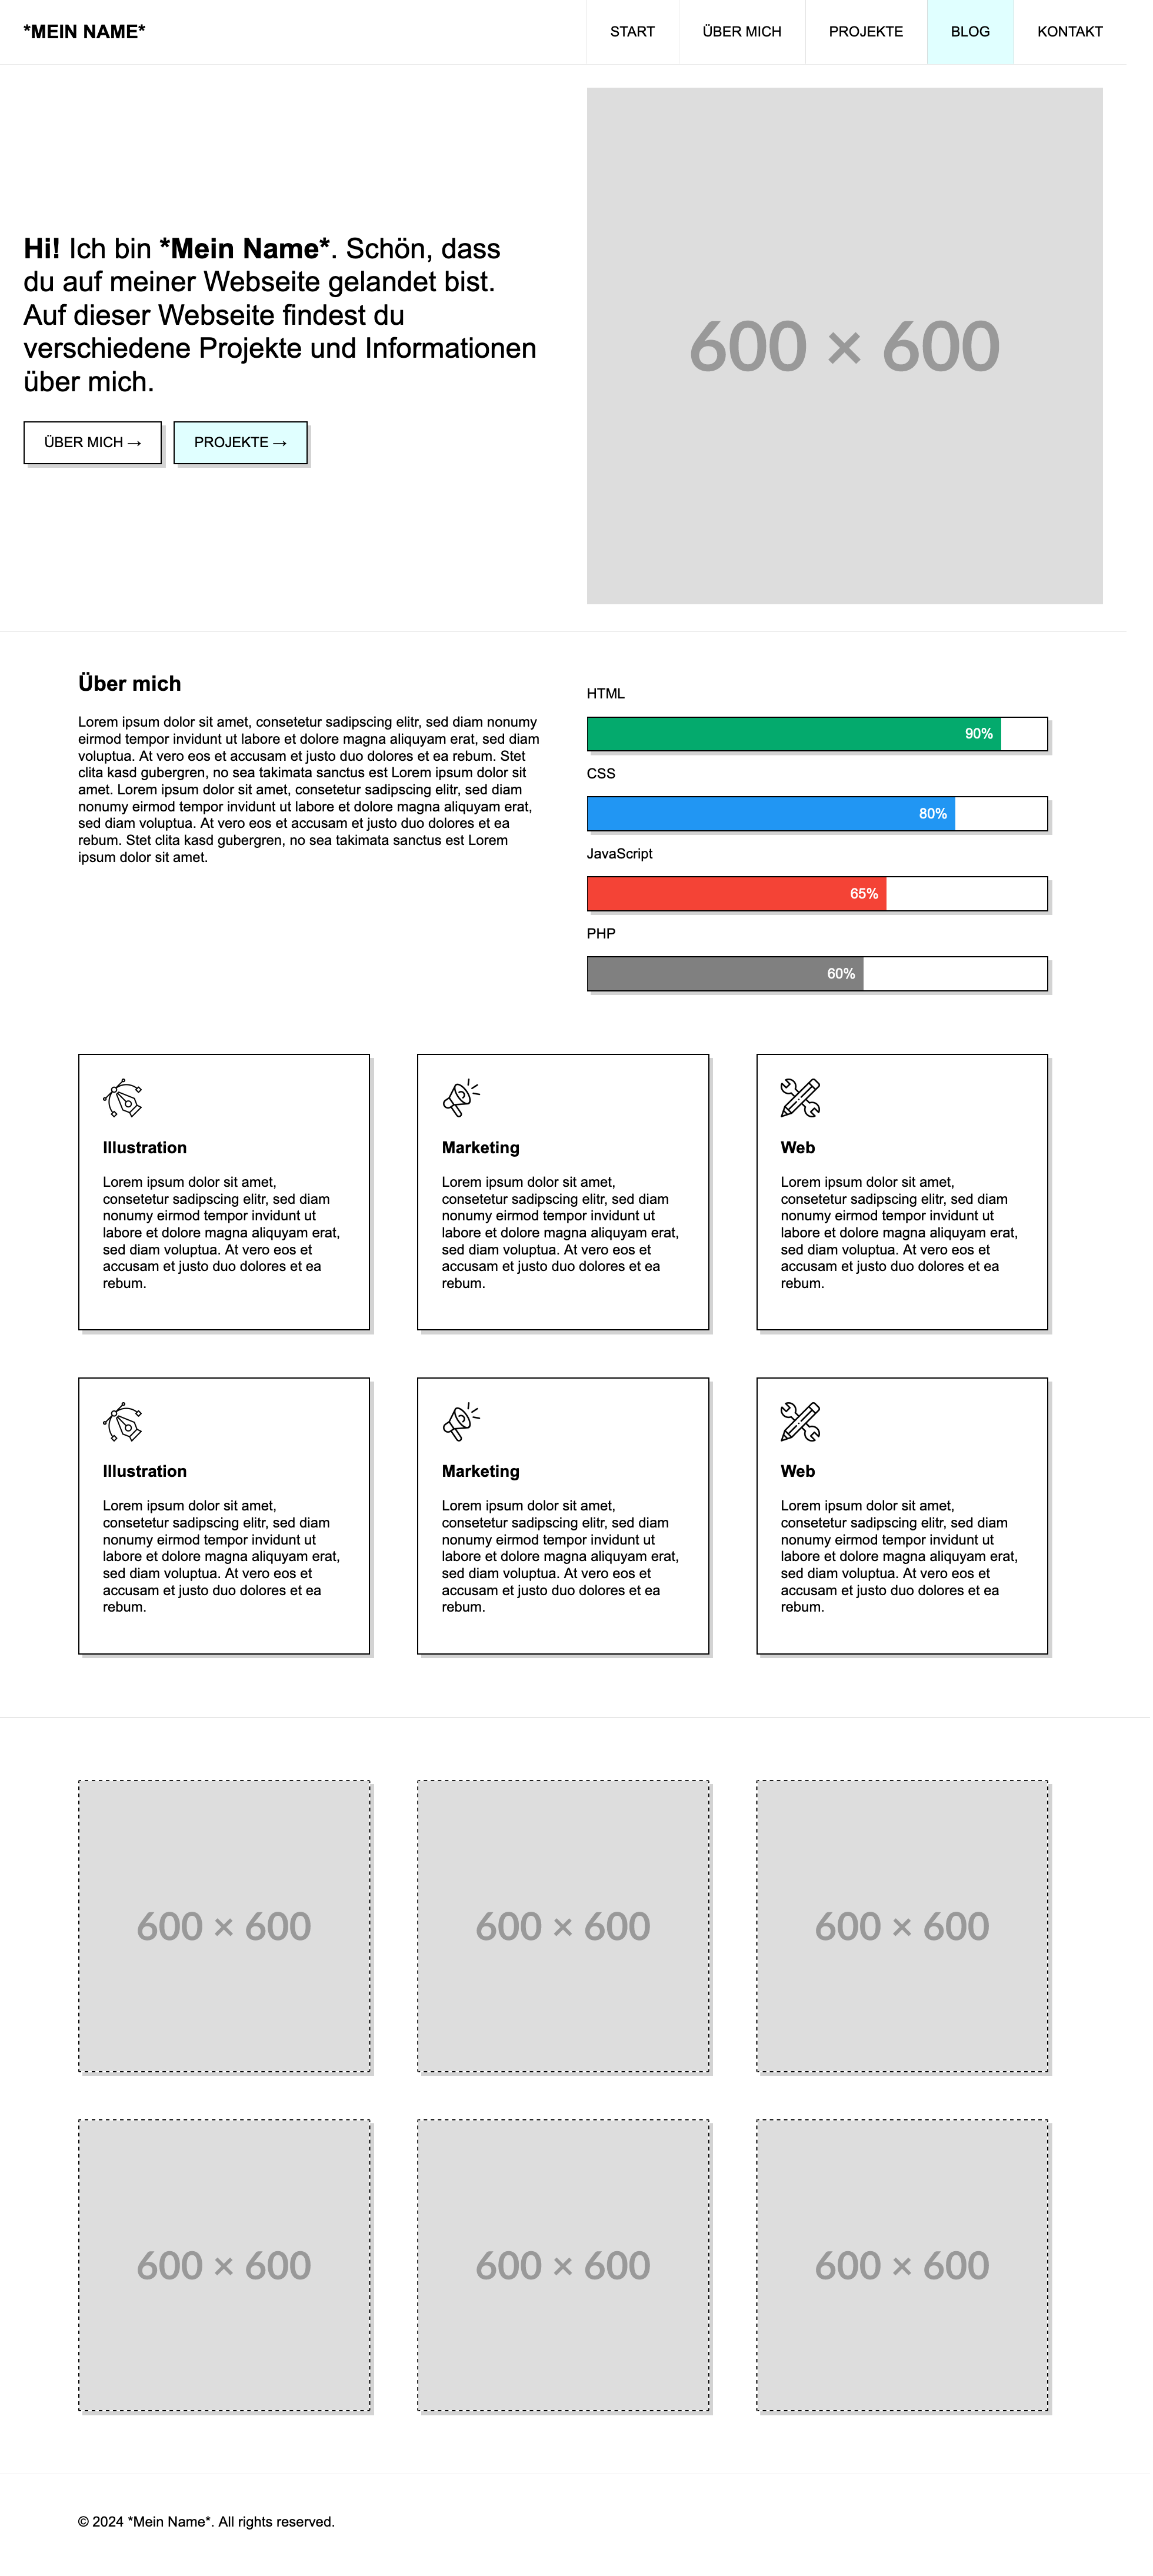 *MEIN NAME*
START
ÜBER MICH
PROJEKTE
BLOG
KONTAKT
Hi! Ich bin *Mein Name*. Schön, dass
du auf meiner Webseite gelandet bist.
Auf dieser Webseite findest du
verschiedene Projekte und Informationen
über mich.
ÜBER MICH →
PROJEKTE →
600 × 600
Über mich
Lorem ipsum dolor sit amet, consetetur sadipscing elitr, sed diam nonumy
eirmod tempor invidunt ut labore et dolore magna aliquyam erat, sed diam
voluptua. At vero eos et accusam et justo duo dolores et ea rebum. Stet
clita kasd gubergren, no sea takimata sanctus est Lorem ipsum dolor sit
amet. Lorem ipsum dolor sit amet, consetetur sadipscing elitr, sed diam
nonumy eirmod tempor invidunt ut labore et dolore magna aliquyam erat,
sed diam voluptua. At vero eos et accusam et justo duo dolores et ea
rebum. Stet clita kasd gubergren, no sea takimata sanctus est Lorem
ipsum dolor sit amet.
HTML
90%
CSS
80%
JavaScript
65%
PHP
60%
Illustration
Lorem ipsum dolor sit amet,
consetetur sadipscing elitr, sed diam
nonumy eirmod tempor invidunt ut
labore et dolore magna aliquyam erat,
sed diam voluptua. At vero eos et
accusam et justo duo dolores et ea
rebum.
Marketing
Lorem ipsum dolor sit amet,
consetetur sadipscing elitr, sed diam
nonumy eirmod tempor invidunt ut
labore et dolore magna aliquyam erat,
sed diam voluptua. At vero eos et
accusam et justo duo dolores et ea
rebum.
Web
Lorem ipsum dolor sit amet,
consetetur sadipscing elitr, sed diam
nonumy eirmod tempor invidunt ut
labore et dolore magna aliquyam erat,
sed diam voluptua. At vero eos et
accusam et justo duo dolores et ea
rebum.
Illustration
Lorem ipsum dolor sit amet,
consetetur sadipscing elitr, sed diam
nonumy eirmod tempor invidunt ut
labore et dolore magna aliquyam erat,
sed diam voluptua. At vero eos et
accusam et justo duo dolores et ea
rebum.
Marketing
Lorem ipsum dolor sit amet,
consetetur sadipscing elitr, sed diam
nonumy eirmod tempor invidunt ut
labore et dolore magna aliquyam erat,
sed diam voluptua. At vero eos et
accusam et justo duo dolores et ea
rebum.
Web
Lorem ipsum dolor sit amet,
consetetur sadipscing elitr, sed diam
nonumy eirmod tempor invidunt ut
labore et dolore magna aliquyam erat,
sed diam voluptua. At vero eos et
accusam et justo duo dolores et ea
rebum.
600 × 600
600 × 600
600 × 600
600 × 600
600 × 600
600 × 600
© 2024 *Mein Name*. All rights reserved.